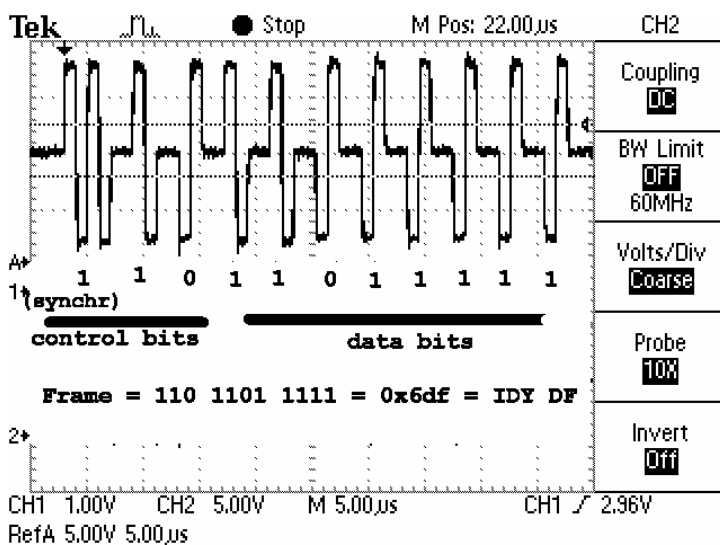 Tek Stop M Pos: 22.00µs CH2
Coupling
DC
BW Limit
OFF
60MHz
Volts/Div
Coarse
Probe
10X
Invert
Off
A
1 1 0 1 1 0 1 1 1 1 1
1
(synchr)
control bits data bits
Frame = 110 1101 1111 = 0x6df = IDY DF
2
CH1 1.00V CH2 5.00V M 5.00µs CH1 2.96V
RefA 5.00V 5.00µs